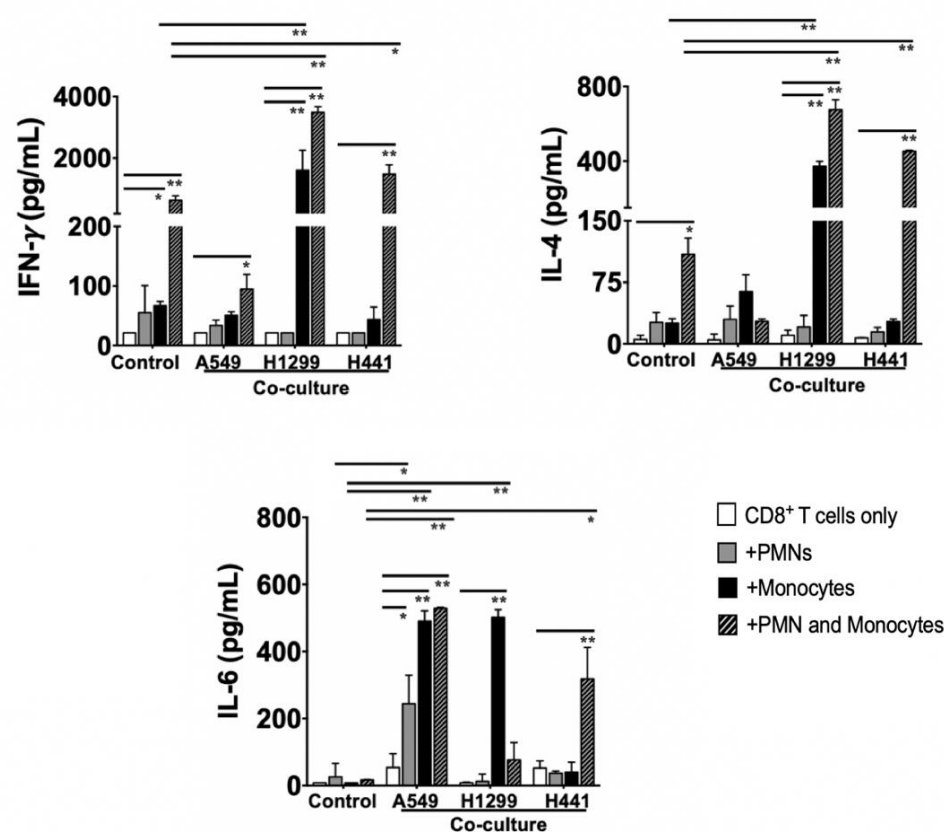 **
*
**
4000
2000
200
100
0
IFN-γ (pg/mL)
**
*
*
**
**
**
Control
A549
H1299
H441
Co-culture
**
**
**
800
400
150
75
0
IL-4 (pg/mL)
*
**
**
**
Control
A549
H1299
H441
Co-culture
*
**
**
*
**
800
600
400
200
0
IL-6 (pg/mL)
**
**
*
**
**
Control
A549
H1299
H441
Co-culture
CD8+ T cells only
+PMNs
+Monocytes
+PMN and Monocytes